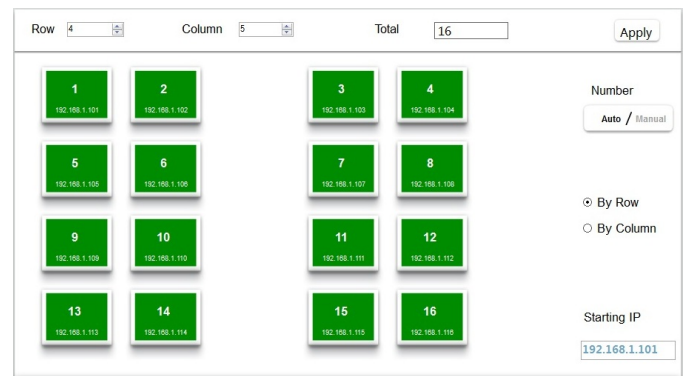 Row 4 Column 5 Total 16 Apply
1 2 3 4
192.168.1.101 192.168.1.102 192.168.1.103 192.168.1.104
Number
Auto / Manual
5 6 7 8
192.168.1.105 192.168.1.106 192.168.1.107 192.168.1.108
By Row
By Column
9 10 11 12
192.168.1.109 192.168.1.110 192.168.1.111 192.168.1.112
13 14 15 16
192.168.1.113 192.168.1.114 192.168.1.115 192.168.1.116
Starting IP
192.168.1.101